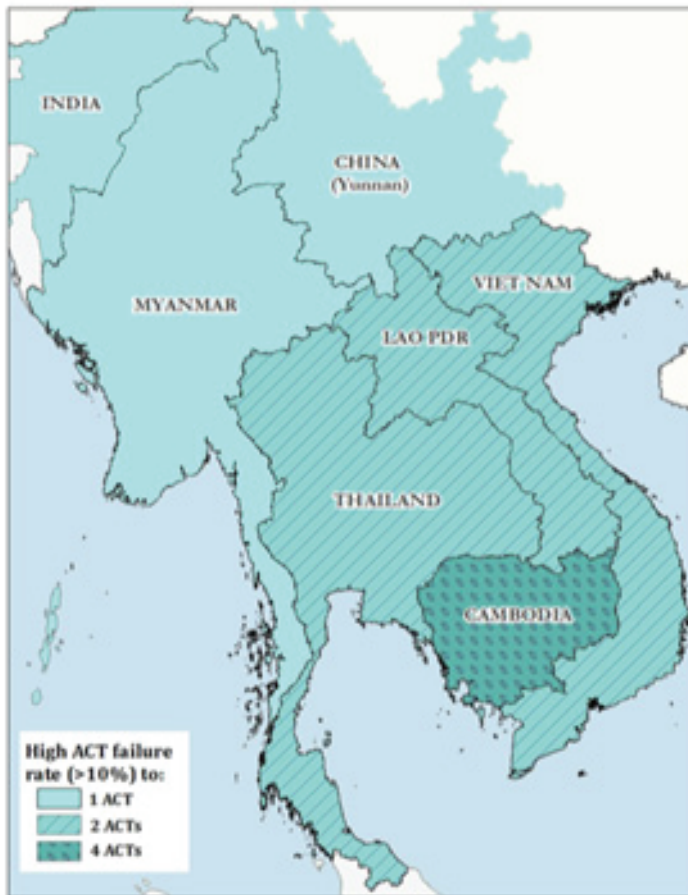 INDIA
CHINA
(Yunnan)
MYANMAR
VIET NAM
LAO PDR
THAILAND
CAMBODIA
High ACT failure
rate (>10%) to:
1 ACT
2 ACTs
4 ACTs